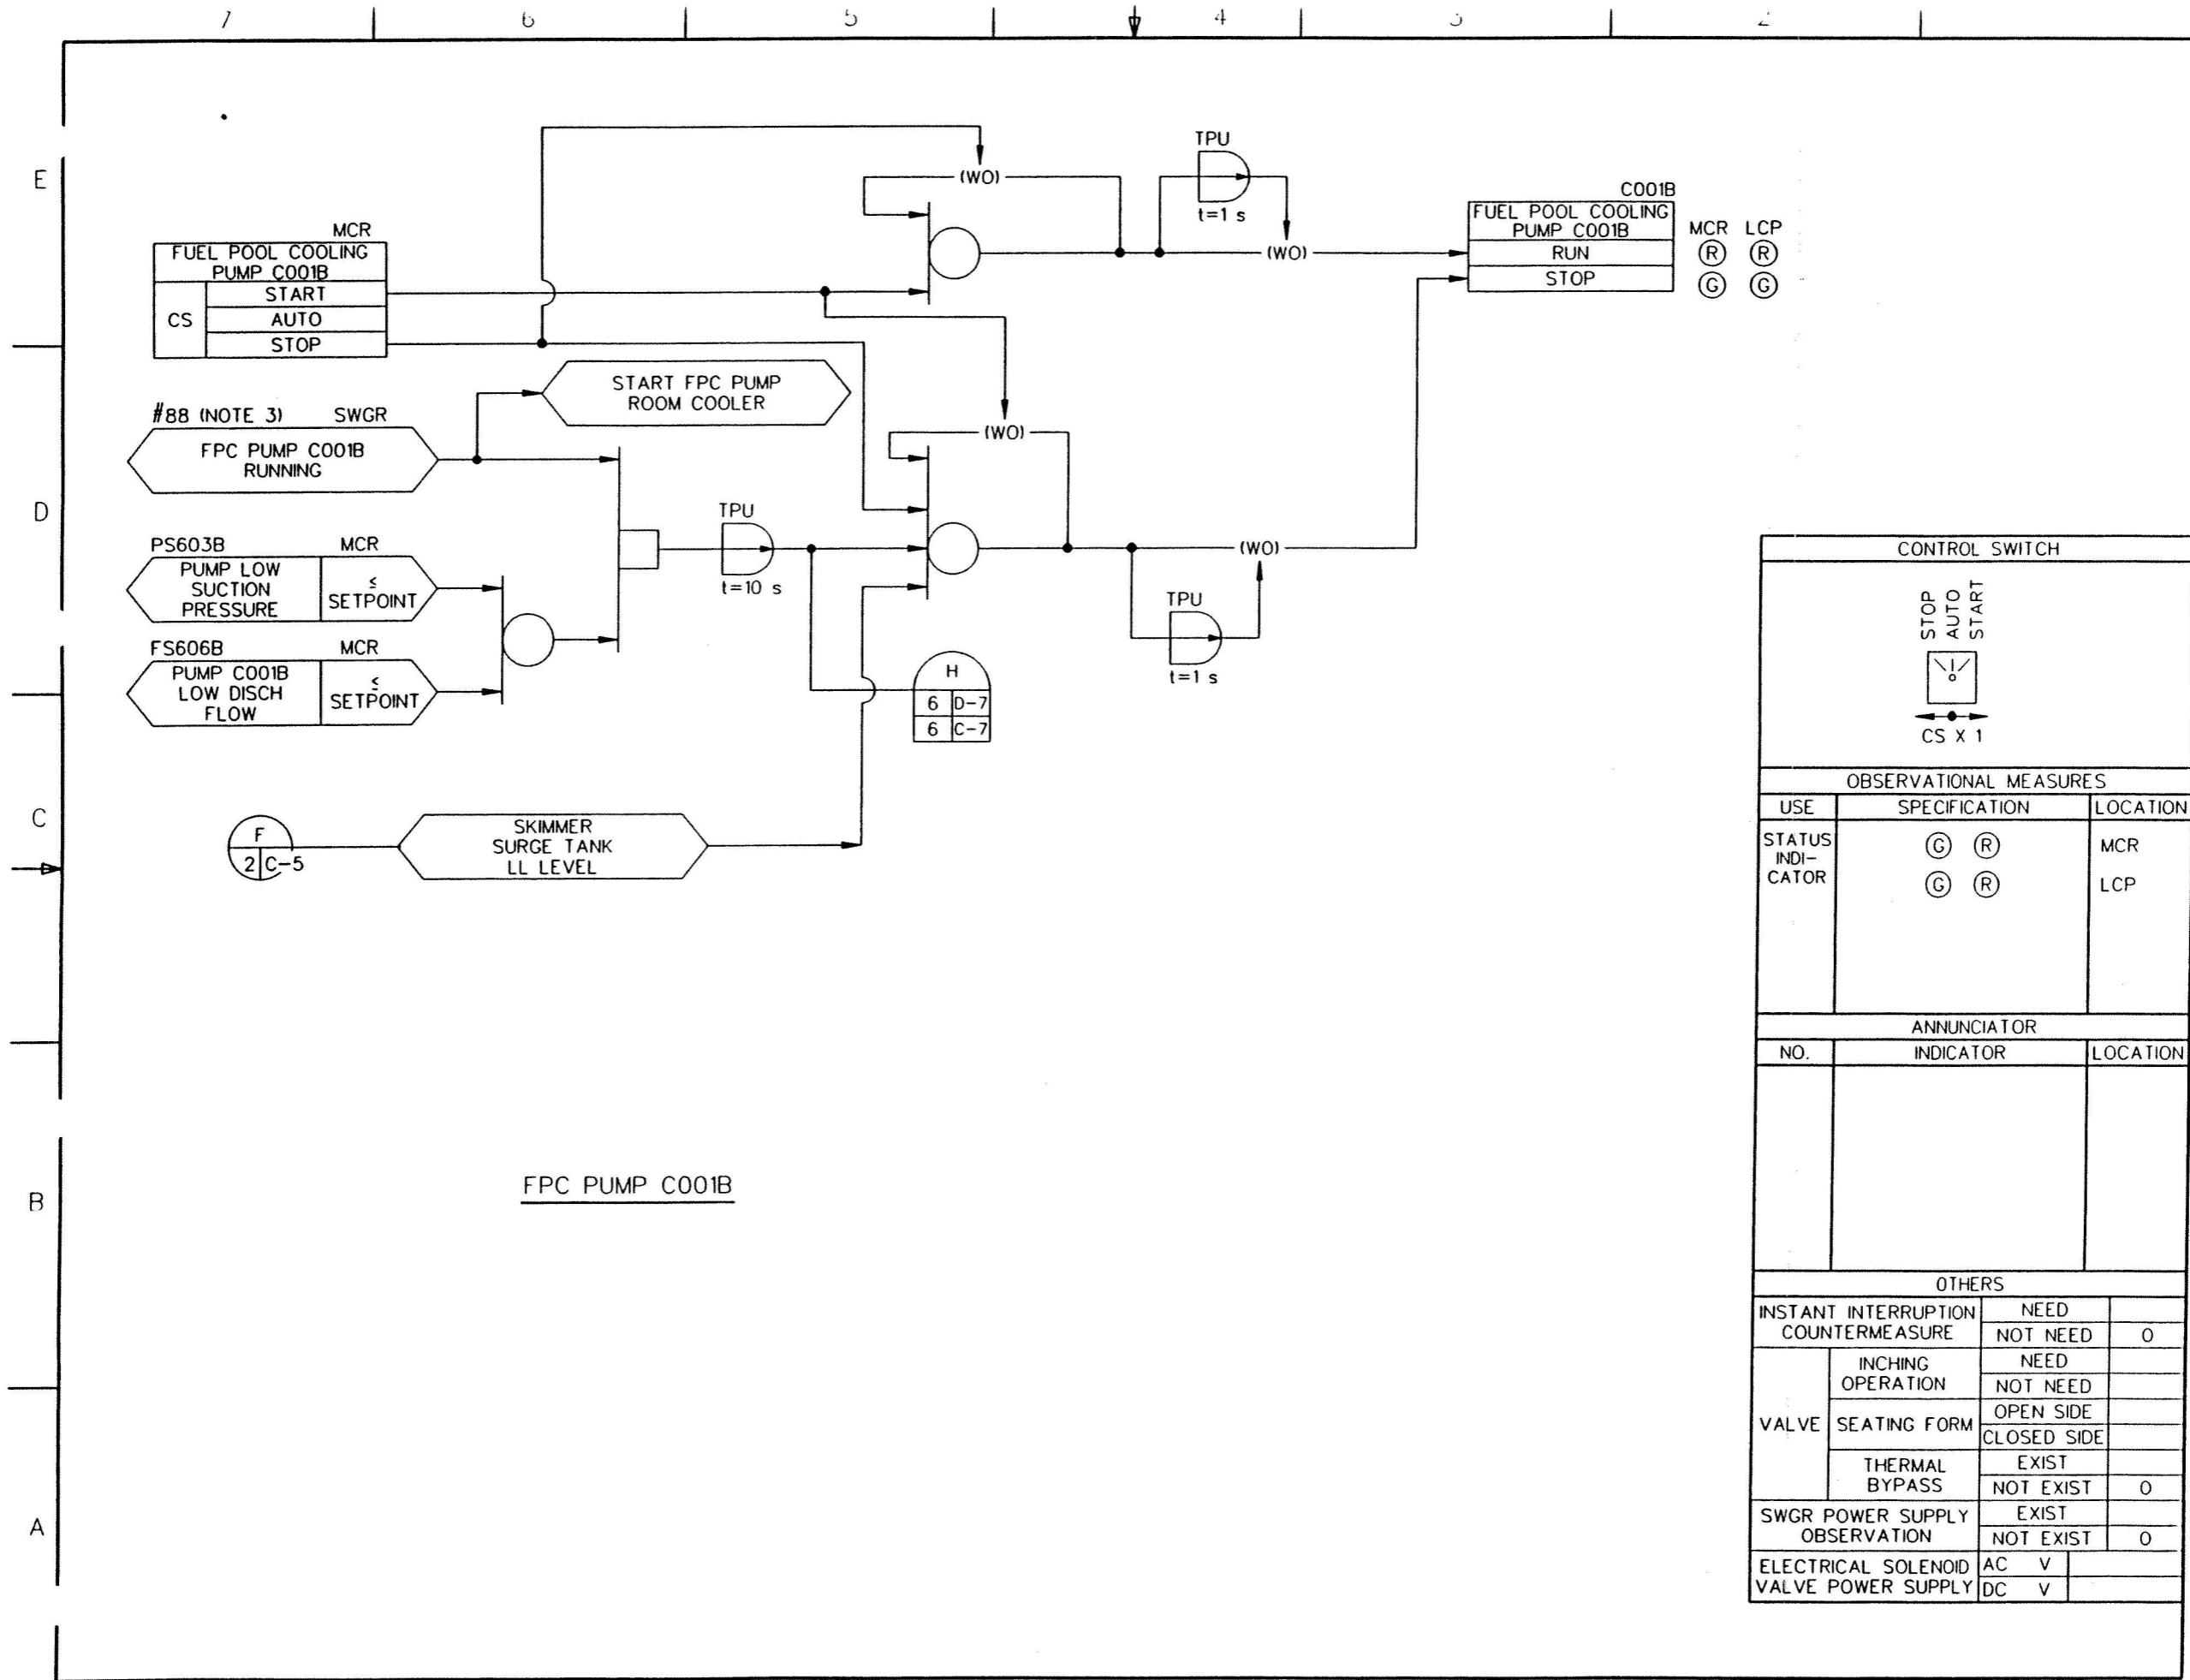 7 6 5 4 3 2
E
D
C
B
A
MCR
FUEL POOL COOLING
PUMP C001B
CS
START
AUTO
STOP
START FPC PUMP
ROOM COOLER
#88 (NOTE 3) SWGR
FPC PUMP C001B
RUNNING
PS603B MCR
PUMP LOW
SUCTION
PRESSURE
≤
SETPOINT
FS606B MCR
PUMP C001B
LOW DISCH
FLOW
≤
SETPOINT
F
2 C-5
SKIMMER
SURGE TANK
LL LEVEL
(WO)
TPU
t=1 s
(WO)
(WO)
TPU
t=10 s
(WO)
TPU
t=1 s
H
6 D-7
6 C-7
C001B
FUEL POOL COOLING
PUMP C001B
RUN
STOP
MCR LCP
R R
G G
FPC PUMP C001B
CONTROL SWITCH
STOP
AUTO
START
CS X 1
OBSERVATIONAL MEASURES
USE SPECIFICATION LOCATION
STATUS
INDI-
CATOR
G R MCR
G R LCP
ANNUNCIATOR
NO. INDICATOR LOCATION
OTHERS
INSTANT INTERRUPTION
COUNTERMEASURE
NEED
NOT NEED O
VALVE
INCHING
OPERATION
NEED
NOT NEED
SEATING FORM
OPEN SIDE
CLOSED SIDE
THERMAL
BYPASS
EXIST
NOT EXIST O
SWGR POWER SUPPLY
OBSERVATION
EXIST
NOT EXIST O
ELECTRICAL SOLENOID
VALVE POWER SUPPLY
AC V
DC V